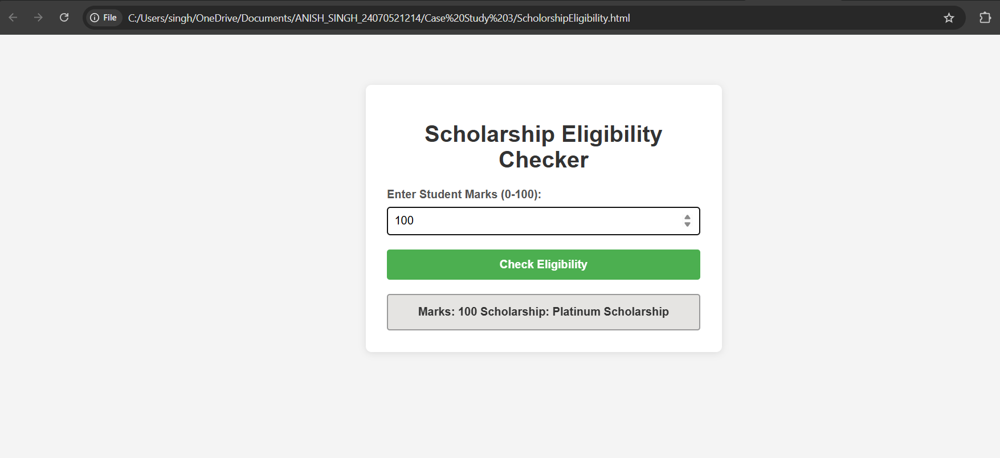 File C:/Users/singh/OneDrive/Documents/ANISH_SINGH_24070521214/Case%20Study%203/ScholorshipEligibility.html
Scholarship Eligibility
Checker
Enter Student Marks (0-100):
100
Check Eligibility
Marks: 100 Scholarship: Platinum Scholarship